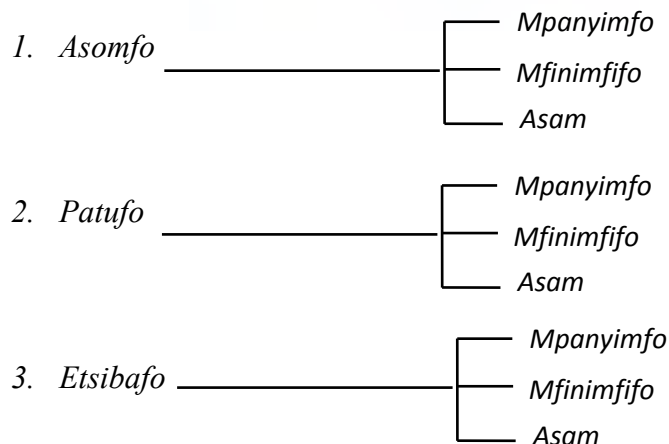 Mpanyimfo
1. Asomfo
Mfinimfifo
Asam
Mpanyimfo
2. Patufo
Mfinimfifo
Asam
Mpanyimfo
3. Etsibafo
Mfinimfifo
Asam